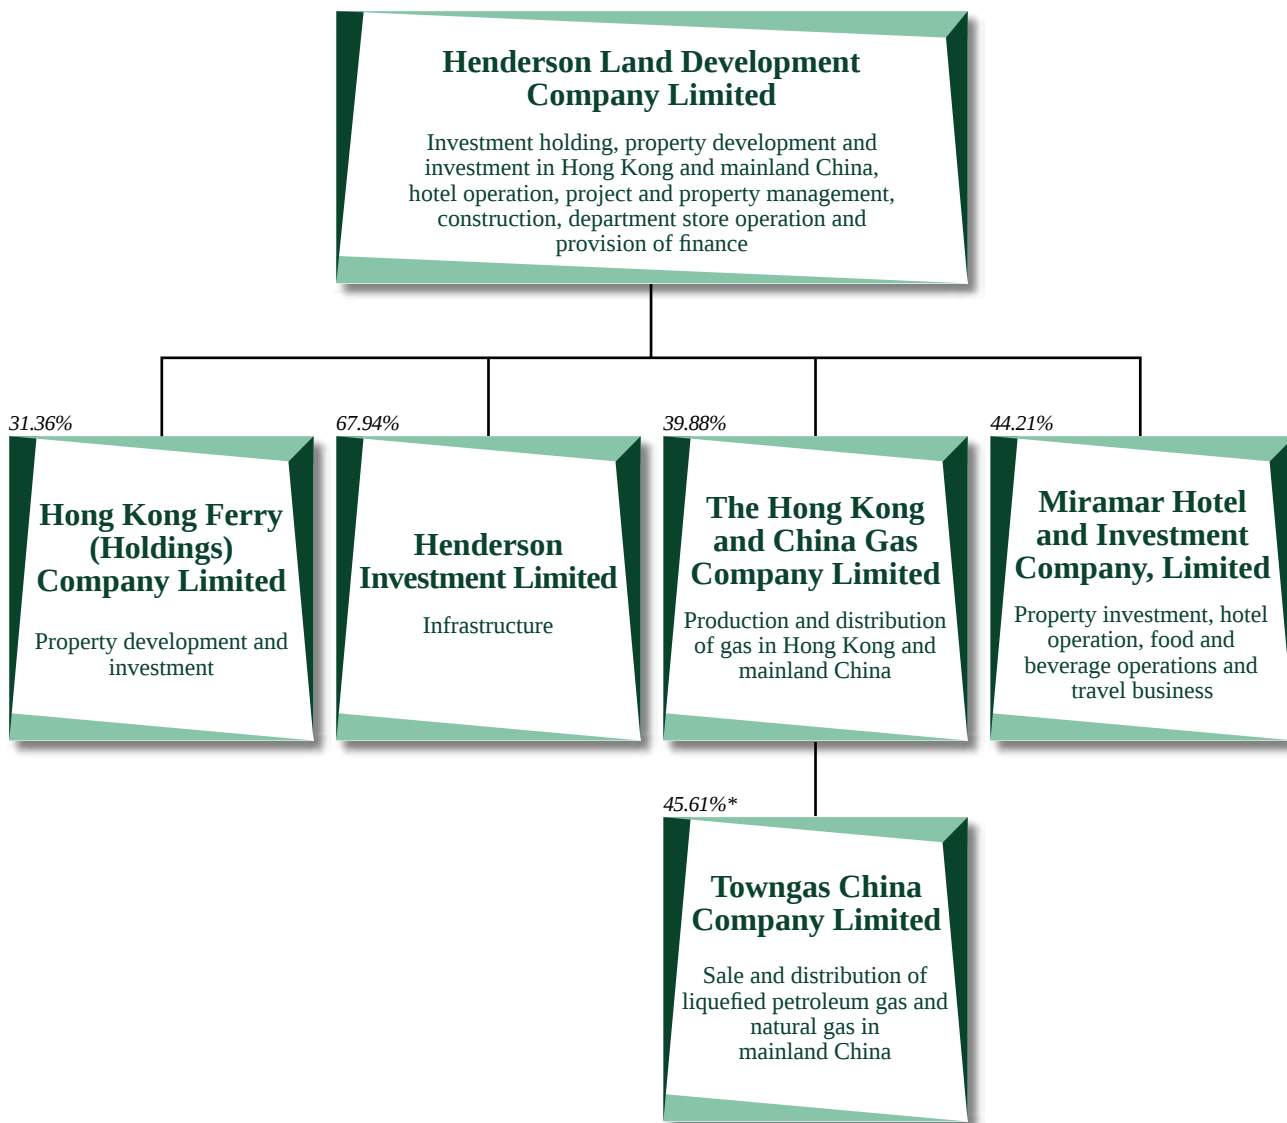 Henderson Land Development
Company Limited
Investment holding, property development and
investment in Hong Kong and mainland China,
hotel operation, project and property management,
construction, department store operation and
provision of finance
31.36%
Hong Kong Ferry
(Holdings)
Company Limited
Property development and
investment
67.94%
Henderson
Investment Limited
Infrastructure
39.88%
The Hong Kong
and China Gas
Company Limited
Production and distribution
of gas in Hong Kong and
mainland China
44.21%
Miramar Hotel
and Investment
Company, Limited
Property investment, hotel
operation, food and
beverage operations and
travel business
45.61%*
Towngas China
Company Limited
Sale and distribution of
liquefied petroleum gas and
natural gas in
mainland China